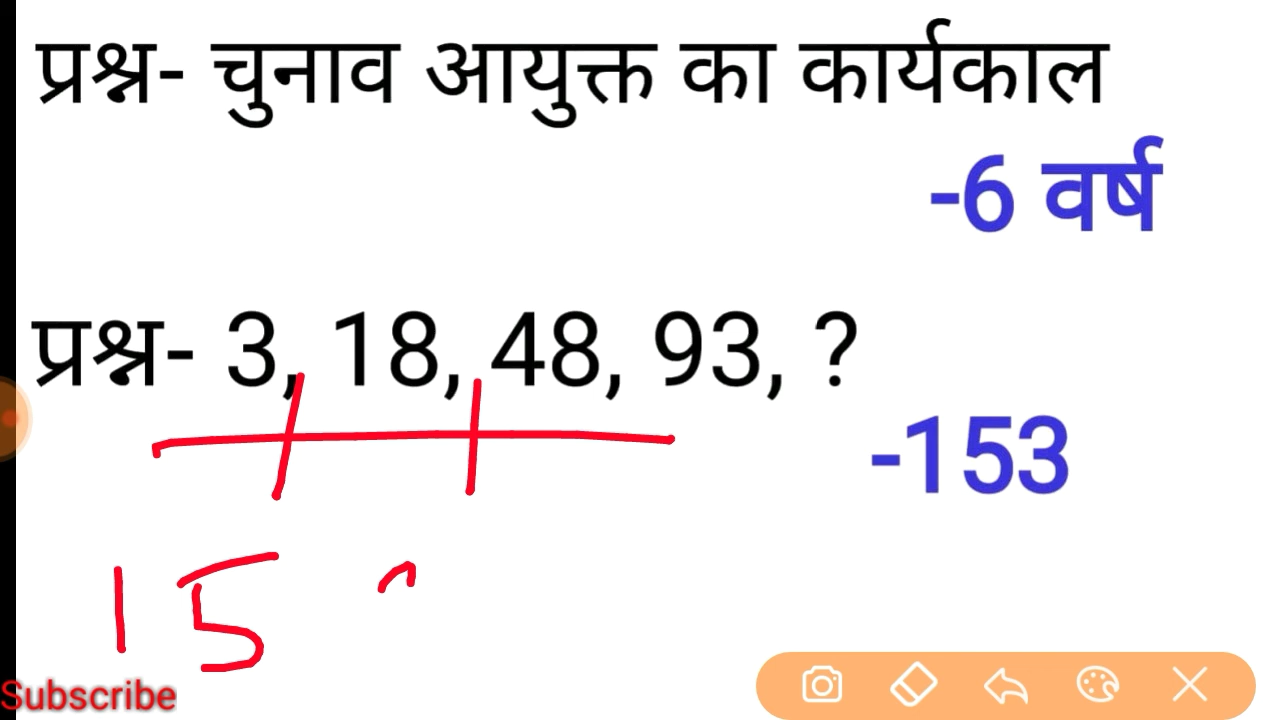 प्रश्न- चुनाव आयुक्त का कार्यकाल
-6 वर्ष
प्रश्न- 3, 18, 48, 93, ?
-153
15
Subscribe